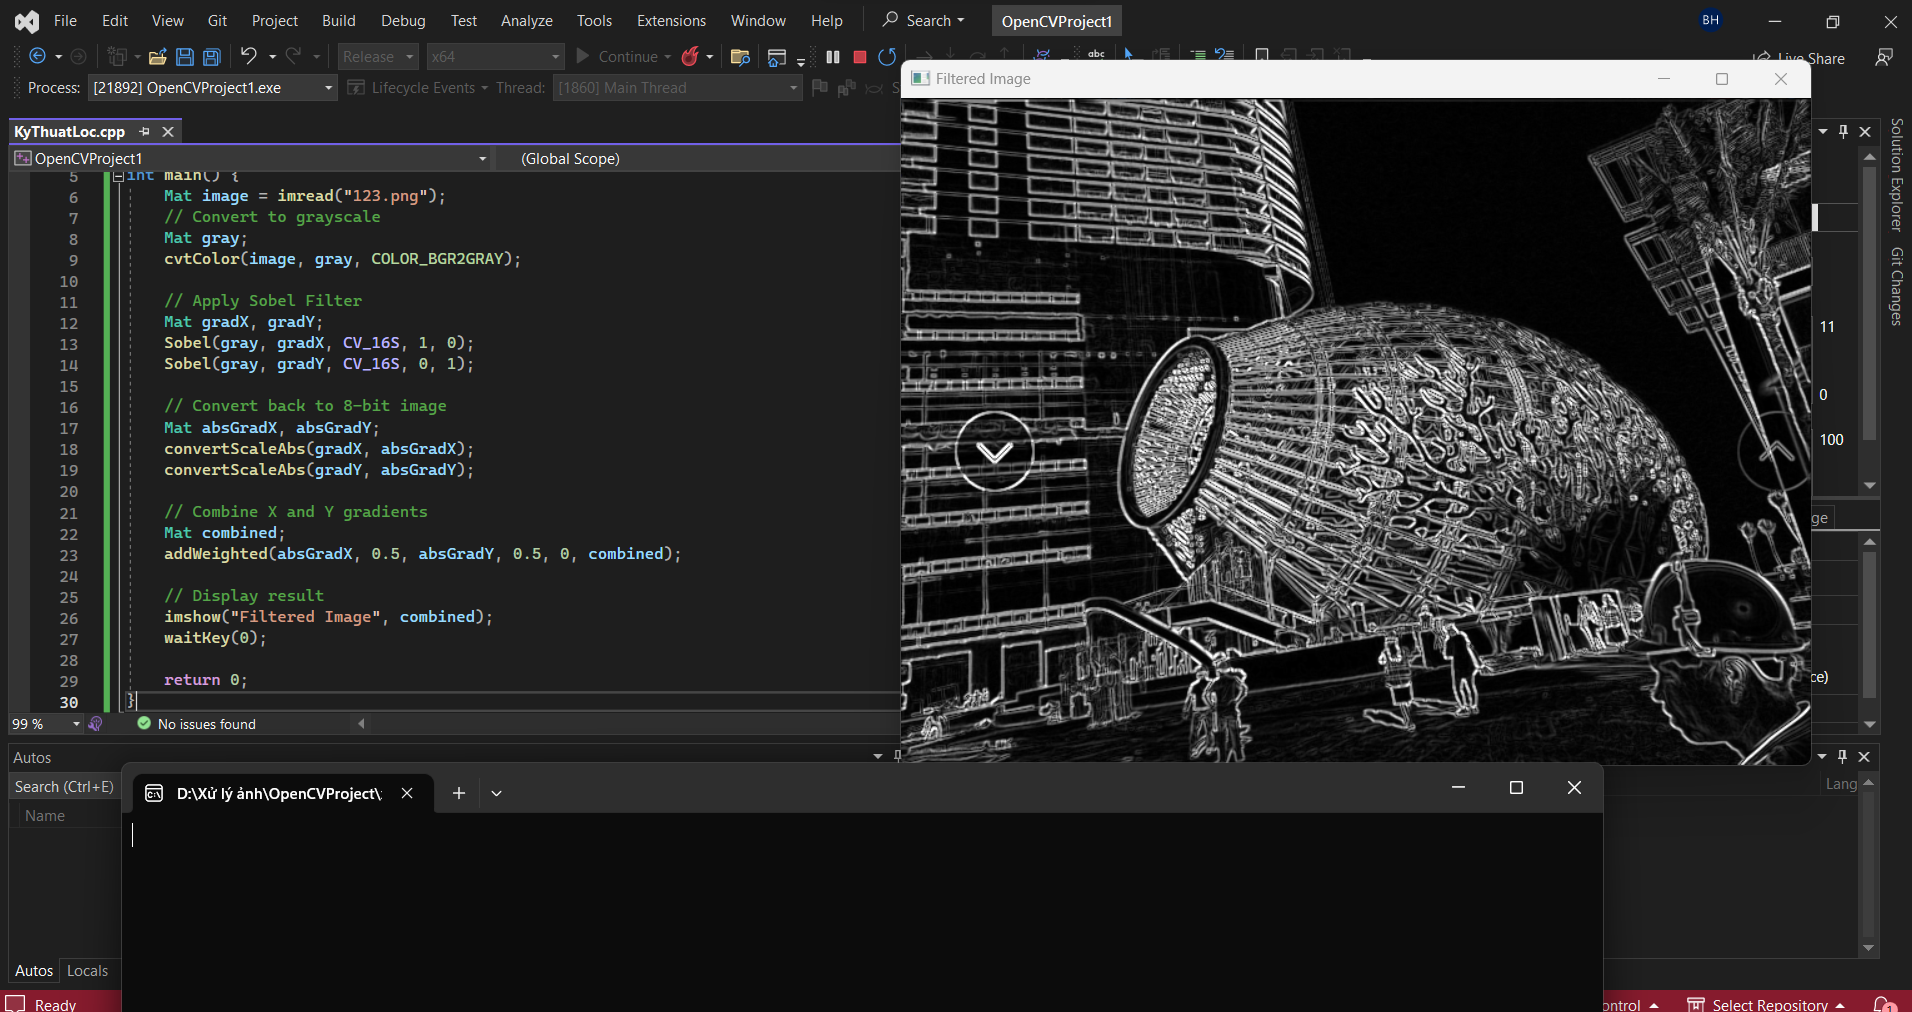 File Edit View Git Project Build Debug Test Analyze Tools Extensions Window Help Search OpenCVProject1 BH
Release x64 Continue abc Live Share
Process: [21892] OpenCVProject1.exe Lifecycle Events Thread: [1860] Main Thread
Filtered Image
KyThuatLoc.cpp
OpenCVProject1 (Global Scope)
5 int main() {
6 Mat image = imread("123.png");
7 // Convert to grayscale
8 Mat gray;
9 cvtColor(image, gray, COLOR_BGR2GRAY);
10
11 // Apply Sobel Filter
12 Mat gradX, gradY;
13 Sobel(gray, gradX, CV_16S, 1, 0);
14 Sobel(gray, gradY, CV_16S, 0, 1);
15
16 // Convert back to 8-bit image
17 Mat absGradX, absGradY;
18 convertScaleAbs(gradX, absGradX);
19 convertScaleAbs(gradY, absGradY);
20
21 // Combine X and Y gradients
22 Mat combined;
23 addWeighted(absGradX, 0.5, absGradY, 0.5, 0, combined);
24
25 // Display result
26 imshow("Filtered Image", combined);
27 waitKey(0);
28
29 return 0;
30 }
99 % No issues found
Solution Explorer
Git Changes
11
0
100
ge
ce)
Autos
Search (Ctrl+E)
Name
Lang
D:\Xử lý ảnh\OpenCVProject\
Autos Locals
Ready
ontrol Select Repository 1